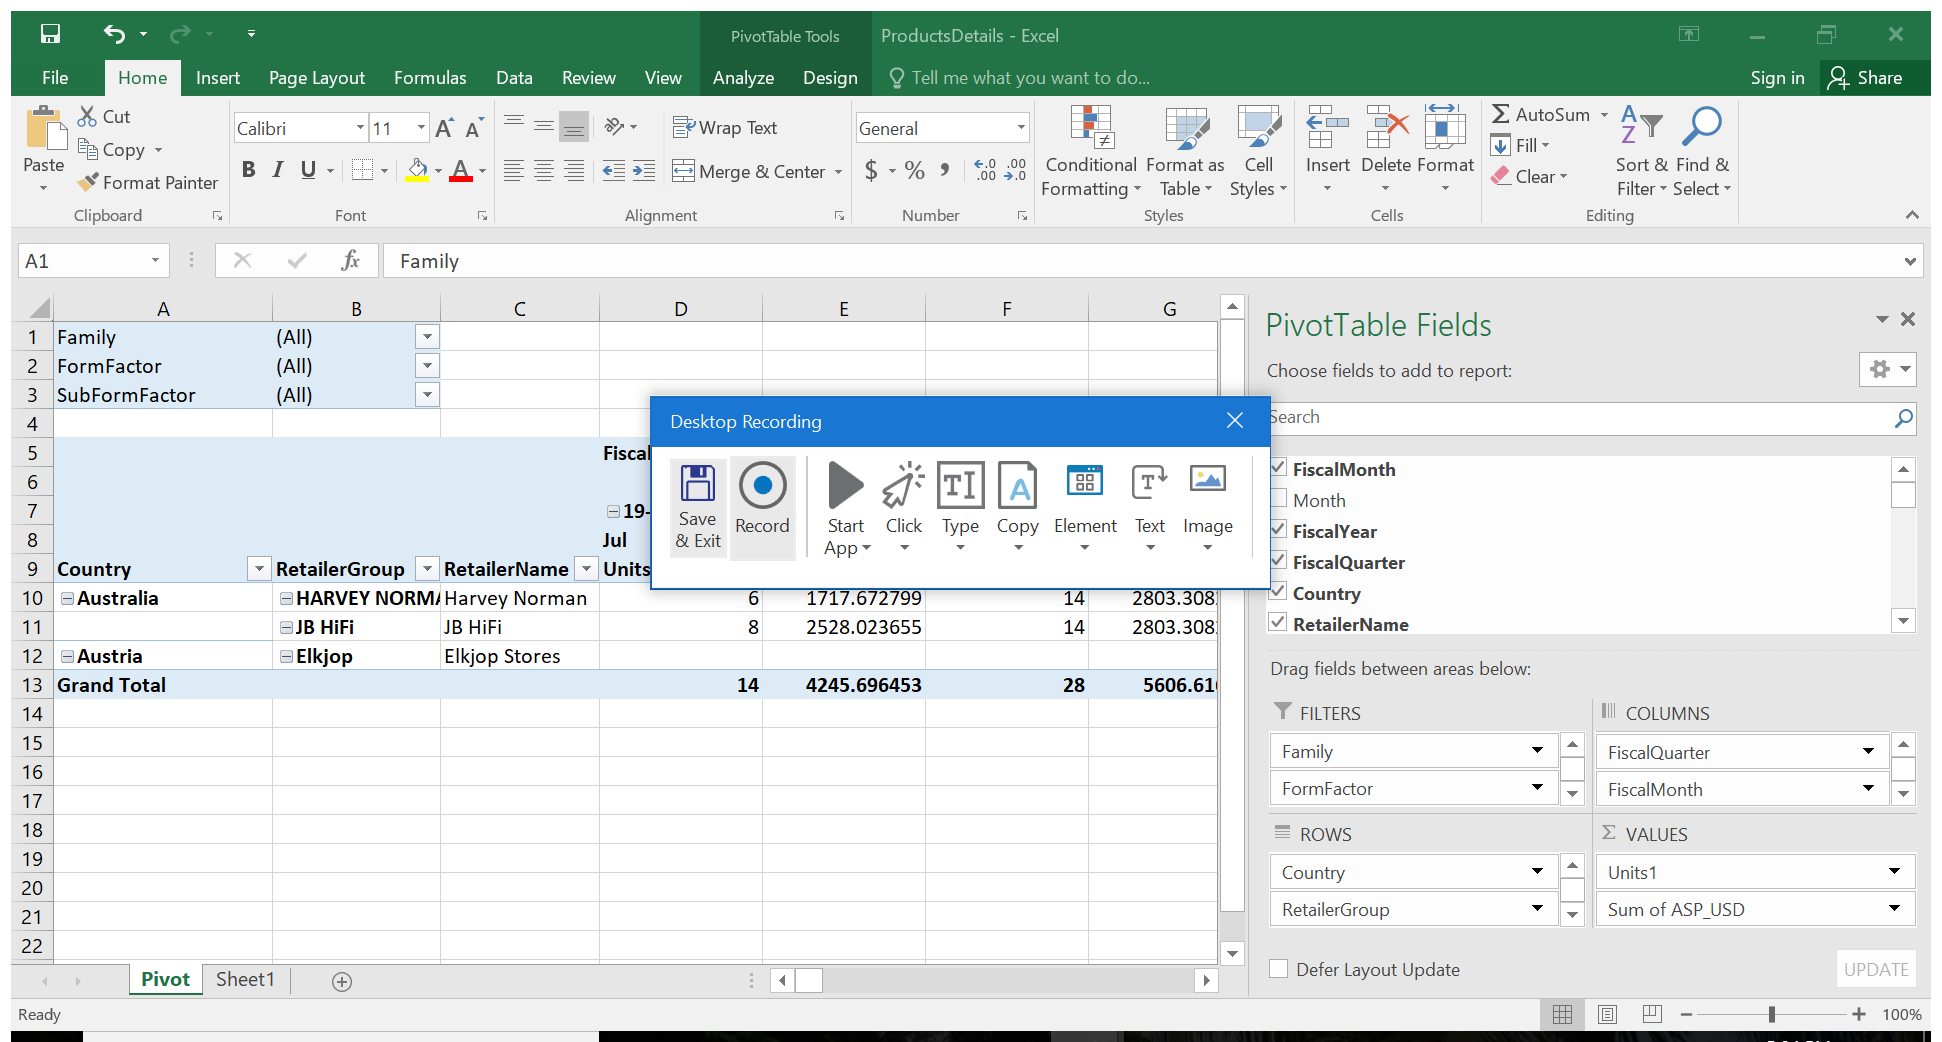 PivotTable Tools
ProductsDetails - Excel
File Home Insert Page Layout Formulas Data Review View Analyze Design Tell me what you want to do... Sign in Share
Paste
Cut
Copy
Format Painter
Clipboard
Calibri 11
B I U
Font
Wrap Text
Merge & Center
Alignment
General
$ % ,
Number
Conditional Formatting
Format as Table
Cell Styles
Styles
Insert Delete Format
Cells
AutoSum
Fill
Clear
Sort & Filter
Find & Select
Editing
A1 fx Family
A B C D E F G
1 Family (All)
2 FormFactor (All)
3 SubFormFactor (All)
4
5 Fiscal
6
7 19-
8 Jul
9 Country RetailerGroup RetailerName Units
10 Australia HARVEY NORMA Harvey Norman 6 1717.672799 14 2803.308
11 JB HiFi JB HiFi 8 2528.023655 14 2803.308
12 Austria Elkjop Elkjop Stores
13 Grand Total 14 4245.696453 28 5606.61
14
15
16
17
18
19
20
21
22
Desktop Recording
Save & Exit
Record
Start App
Click
Type
Copy
Element
Text
Image
PivotTable Fields
Choose fields to add to report:
Search
FiscalMonth
Month
FiscalYear
FiscalQuarter
Country
RetailerName
Drag fields between areas below:
FILTERS
Family
FormFactor
COLUMNS
FiscalQuarter
FiscalMonth
ROWS
Country
RetailerGroup
VALUES
Units1
Sum of ASP_USD
Defer Layout Update UPDATE
Pivot Sheet1
Ready 100%